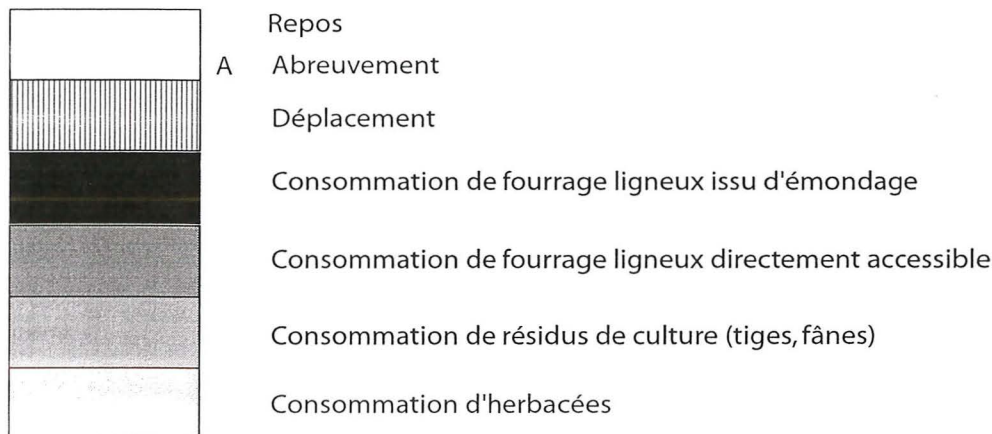 Repos
A Abreuvement
Déplacement
Consommation de fourrage ligneux issu d'émondage
Consommation de fourrage ligneux directement accessible
Consommation de résidus de culture (tiges, fânes)
Consommation d'herbacées